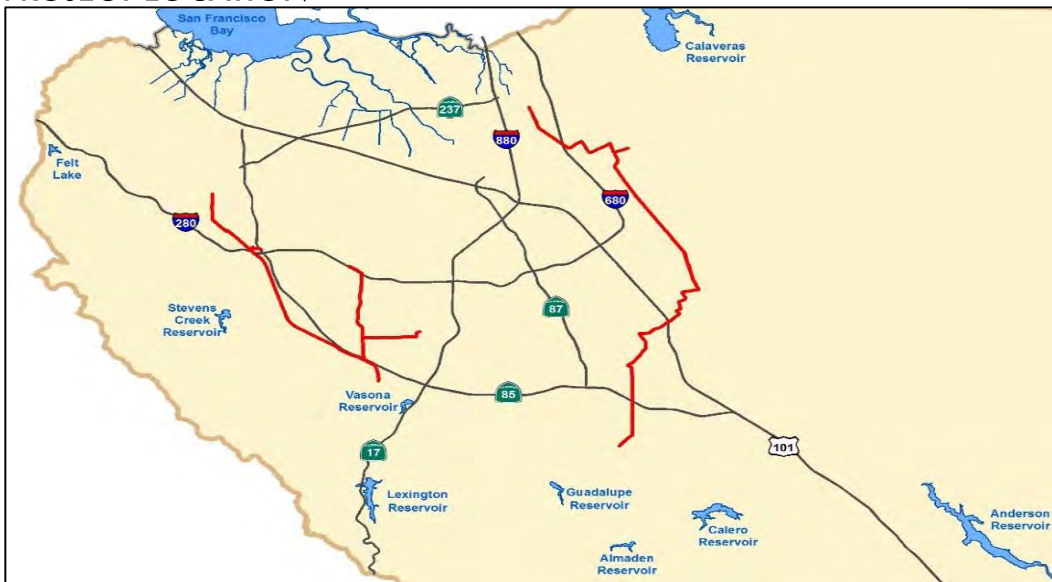 San Francisco
Bay
Calaveras
Reservoir
237
880
Felt
Lake
680
280
Stevens
Creek
Reservoir
87
Vasona
Reservoir
85
17
101
Lexington
Reservoir
Guadalupe
Reservoir
Calero
Reservoir
Anderson
Reservoir
Almaden
Reservoir